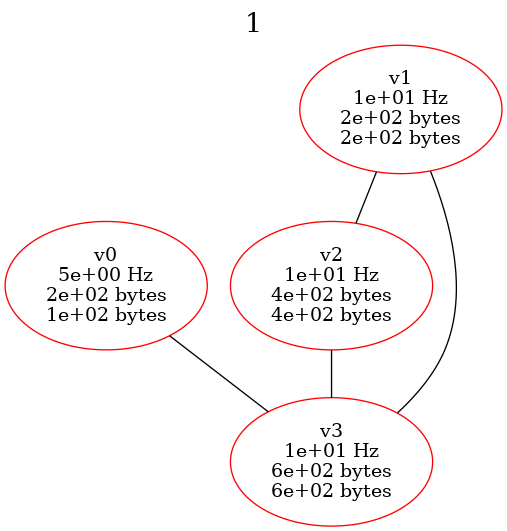 1
v1
1e+01 Hz
2e+02 bytes
2e+02 bytes
v0
5e+00 Hz
2e+02 bytes
1e+02 bytes
v2
1e+01 Hz
4e+02 bytes
4e+02 bytes
v3
1e+01 Hz
6e+02 bytes
6e+02 bytes